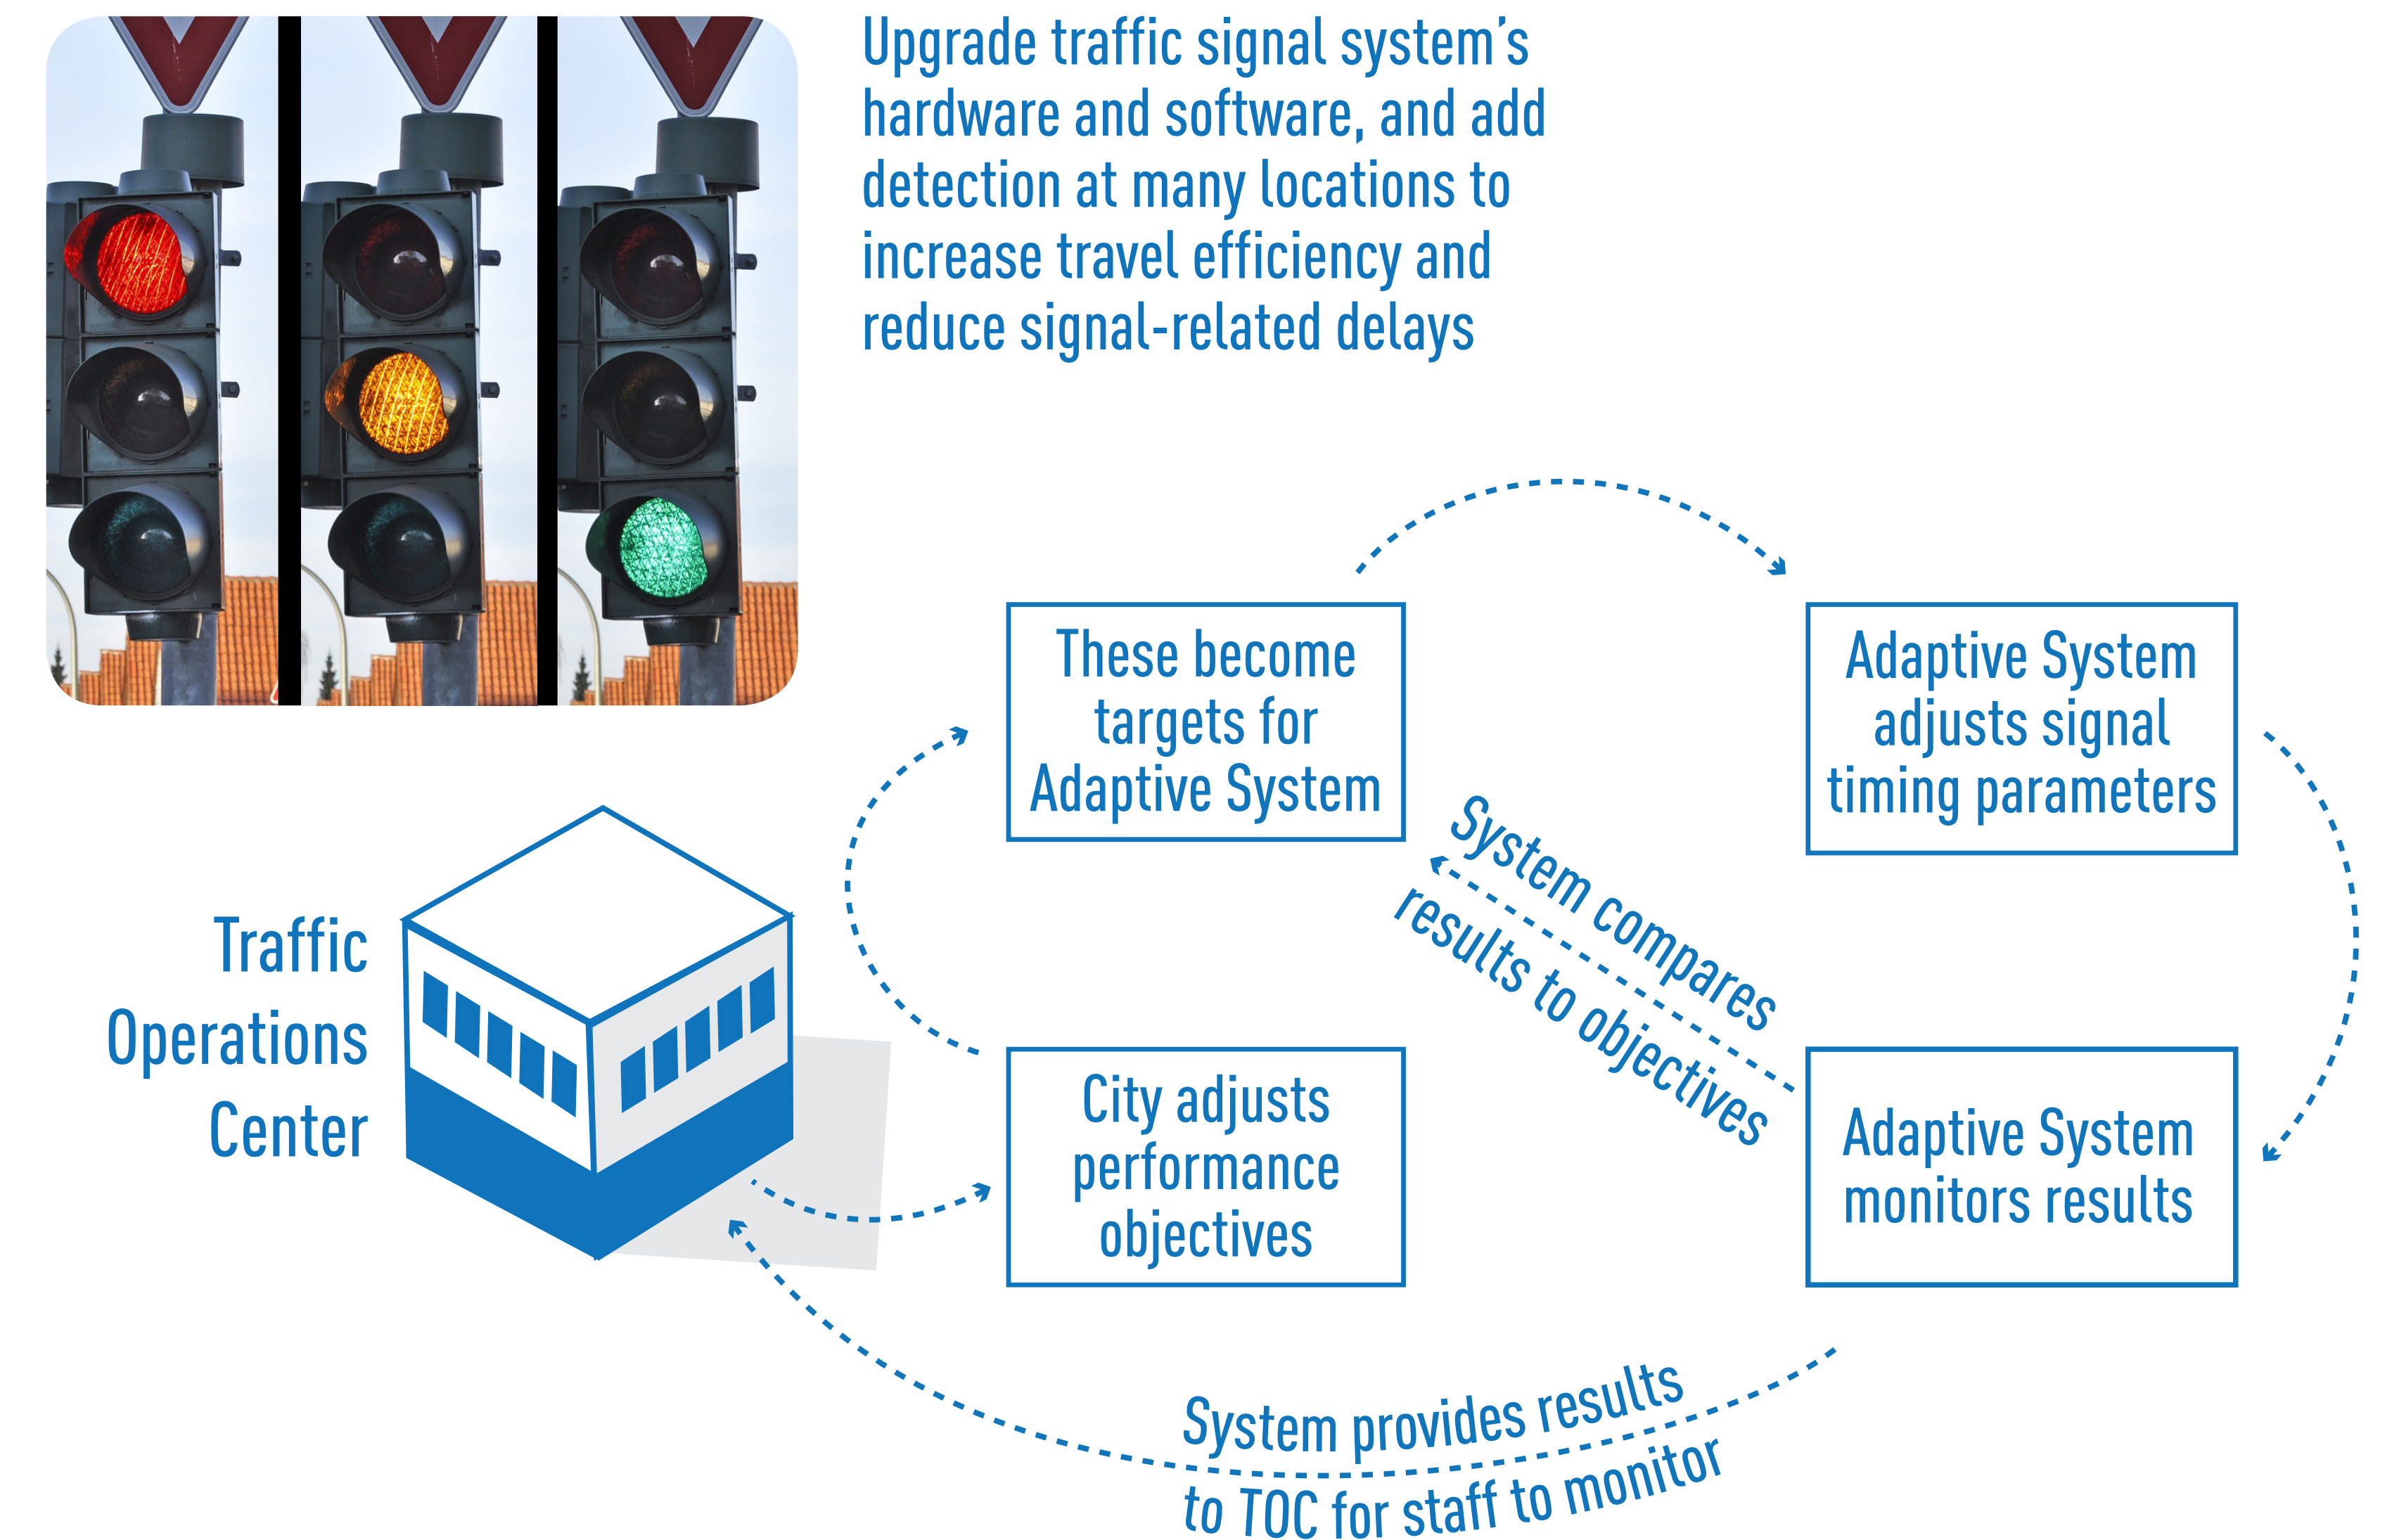 Upgrade traffic signal system's
hardware and software, and add
detection at many locations to
increase travel efficiency and
reduce signal-related delays
These become
targets for
Adaptive System
Adaptive System
adjusts signal
timing parameters
System compares
results to objectives
Traffic
Operations
Center
City adjusts
performance
objectives
Adaptive System
monitors results
System provides results
to TOC for staff to monitor